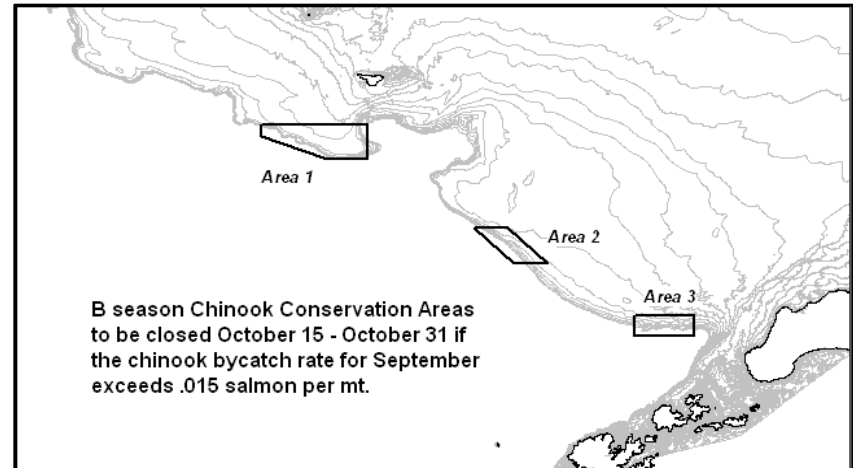 Area 1
Area 2
Area 3
B season Chinook Conservation Areas
to be closed October 15 - October 31 if
the chinook bycatch rate for September
exceeds .015 salmon per mt.